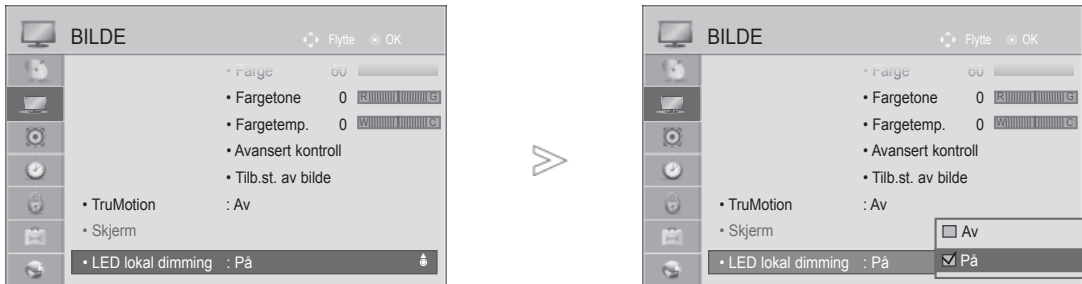 BILDE Flytte OK
• Farge 60
• Fargetone 0 R G
• Fargetemp. 0 W C
• Avansert kontroll
• Tilb.st. av bilde
• TruMotion : Av
• Skjerm
• LED lokal dimming : På
BILDE Flytte OK
• Farge 60
• Fargetone 0 R G
• Fargetemp. 0 W C
• Avansert kontroll
• Tilb.st. av bilde
• TruMotion : Av
• Skjerm
Av
• LED lokal dimming : På
På